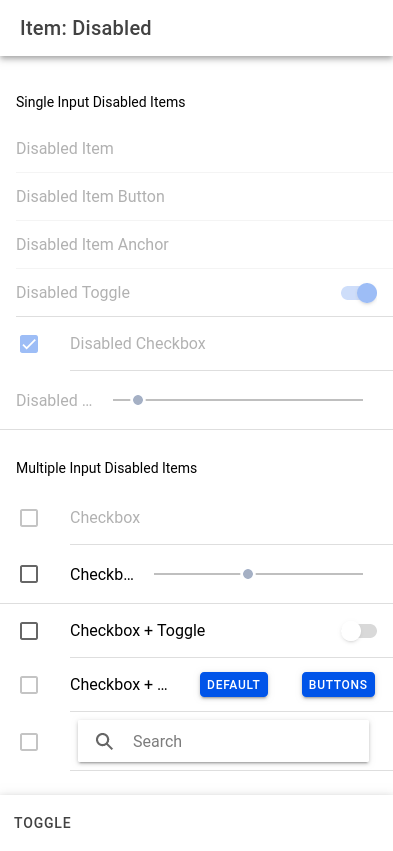 Item: Disabled
Single Input Disabled Items
Disabled Item
Disabled Item Button
Disabled Item Anchor
Disabled Toggle
Disabled Checkbox
Disabled ...
Multiple Input Disabled Items
Checkbox
Checkb...
Checkbox + Toggle
Checkbox + ... DEFAULT BUTTONS
Search
TOGGLE